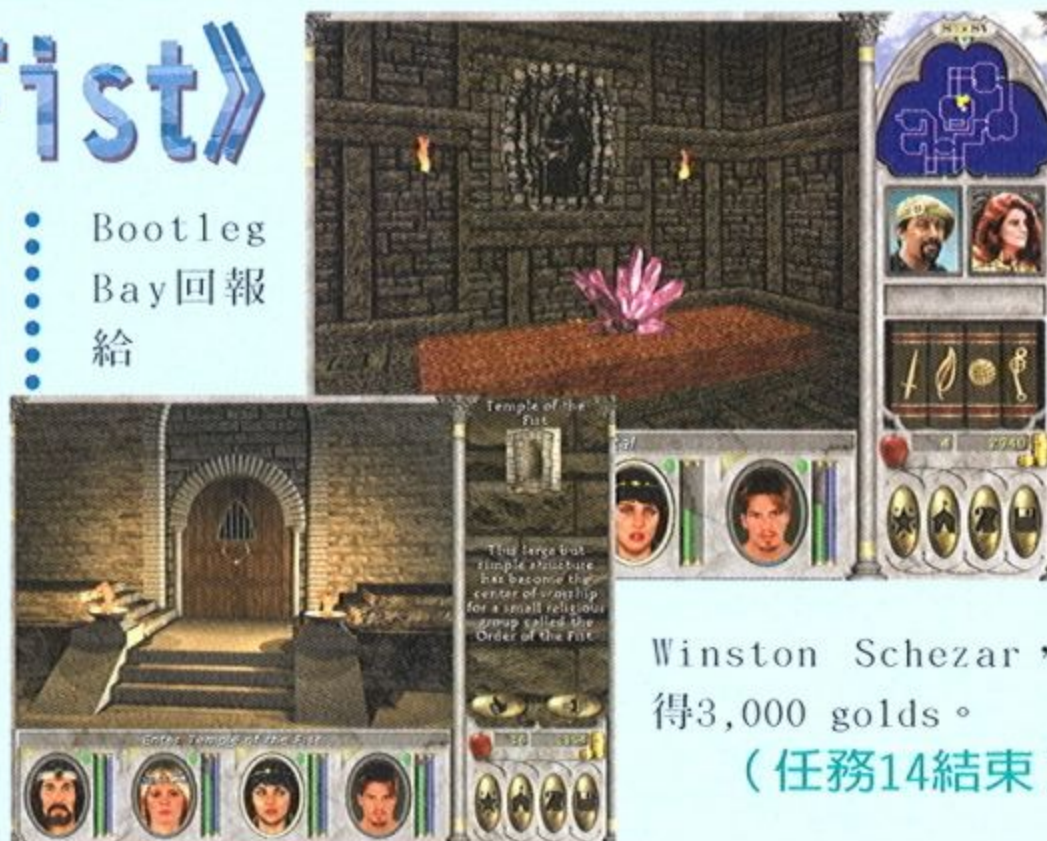 Fist》
Bootleg
Bay回報
給
Temple of the
Fist
This large but
simple structure
has become the
center of worship
for a small religious
group called the
Order of the Fist
Enter Temple of the Fist
2940
Winston Schezar，
得3,000 golds。
（任務14結束